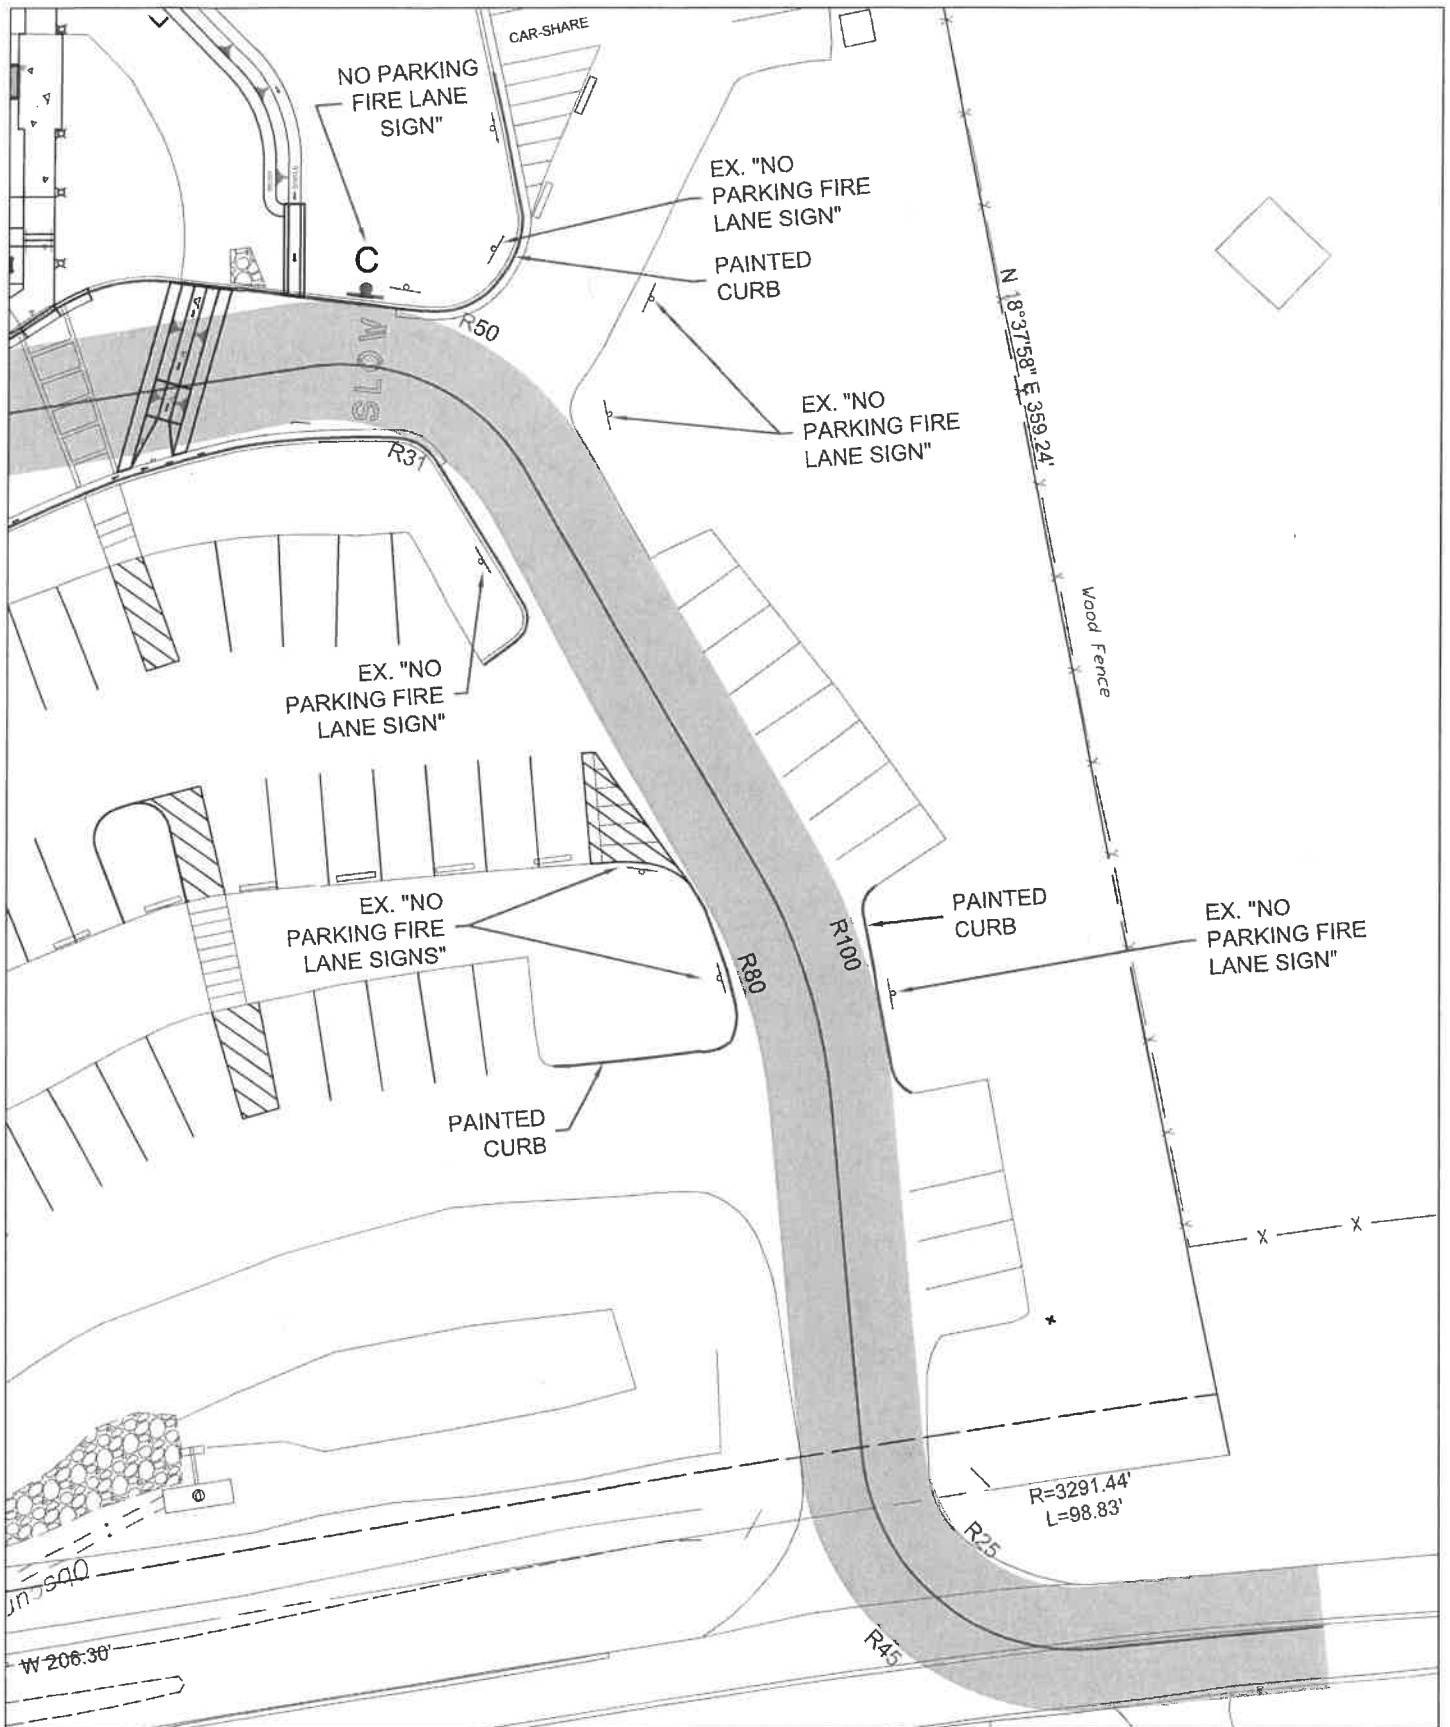 CAR-SHARE
NO PARKING
FIRE LANE
SIGN"
EX. "NO
PARKING FIRE
LANE SIGN"
PAINTED
CURB
C
SLOW
R50
N 18°37'58" E 359.24'
EX. "NO
PARKING FIRE
LANE SIGN"
R31
Wood Fence
EX. "NO
PARKING FIRE
LANE SIGN"
EX. "NO
PARKING FIRE
LANE SIGNS"
R80
R100
PAINTED
CURB
EX. "NO
PARKING FIRE
LANE SIGN"
PAINTED
CURB
X
X
R=3291.44'
L=98.83'
R25
R45
W 206.30'